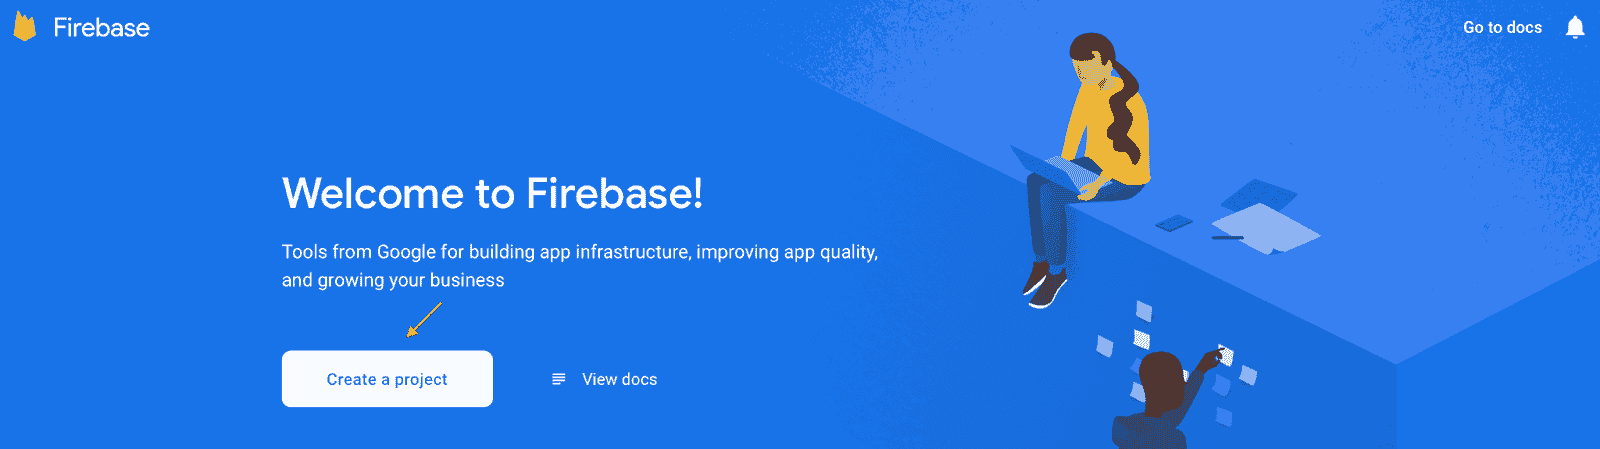 Firebase
Go to docs
Welcome to Firebase!
Tools from Google for building app infrastructure, improving app quality,
and growing your business
Create a project
View docs